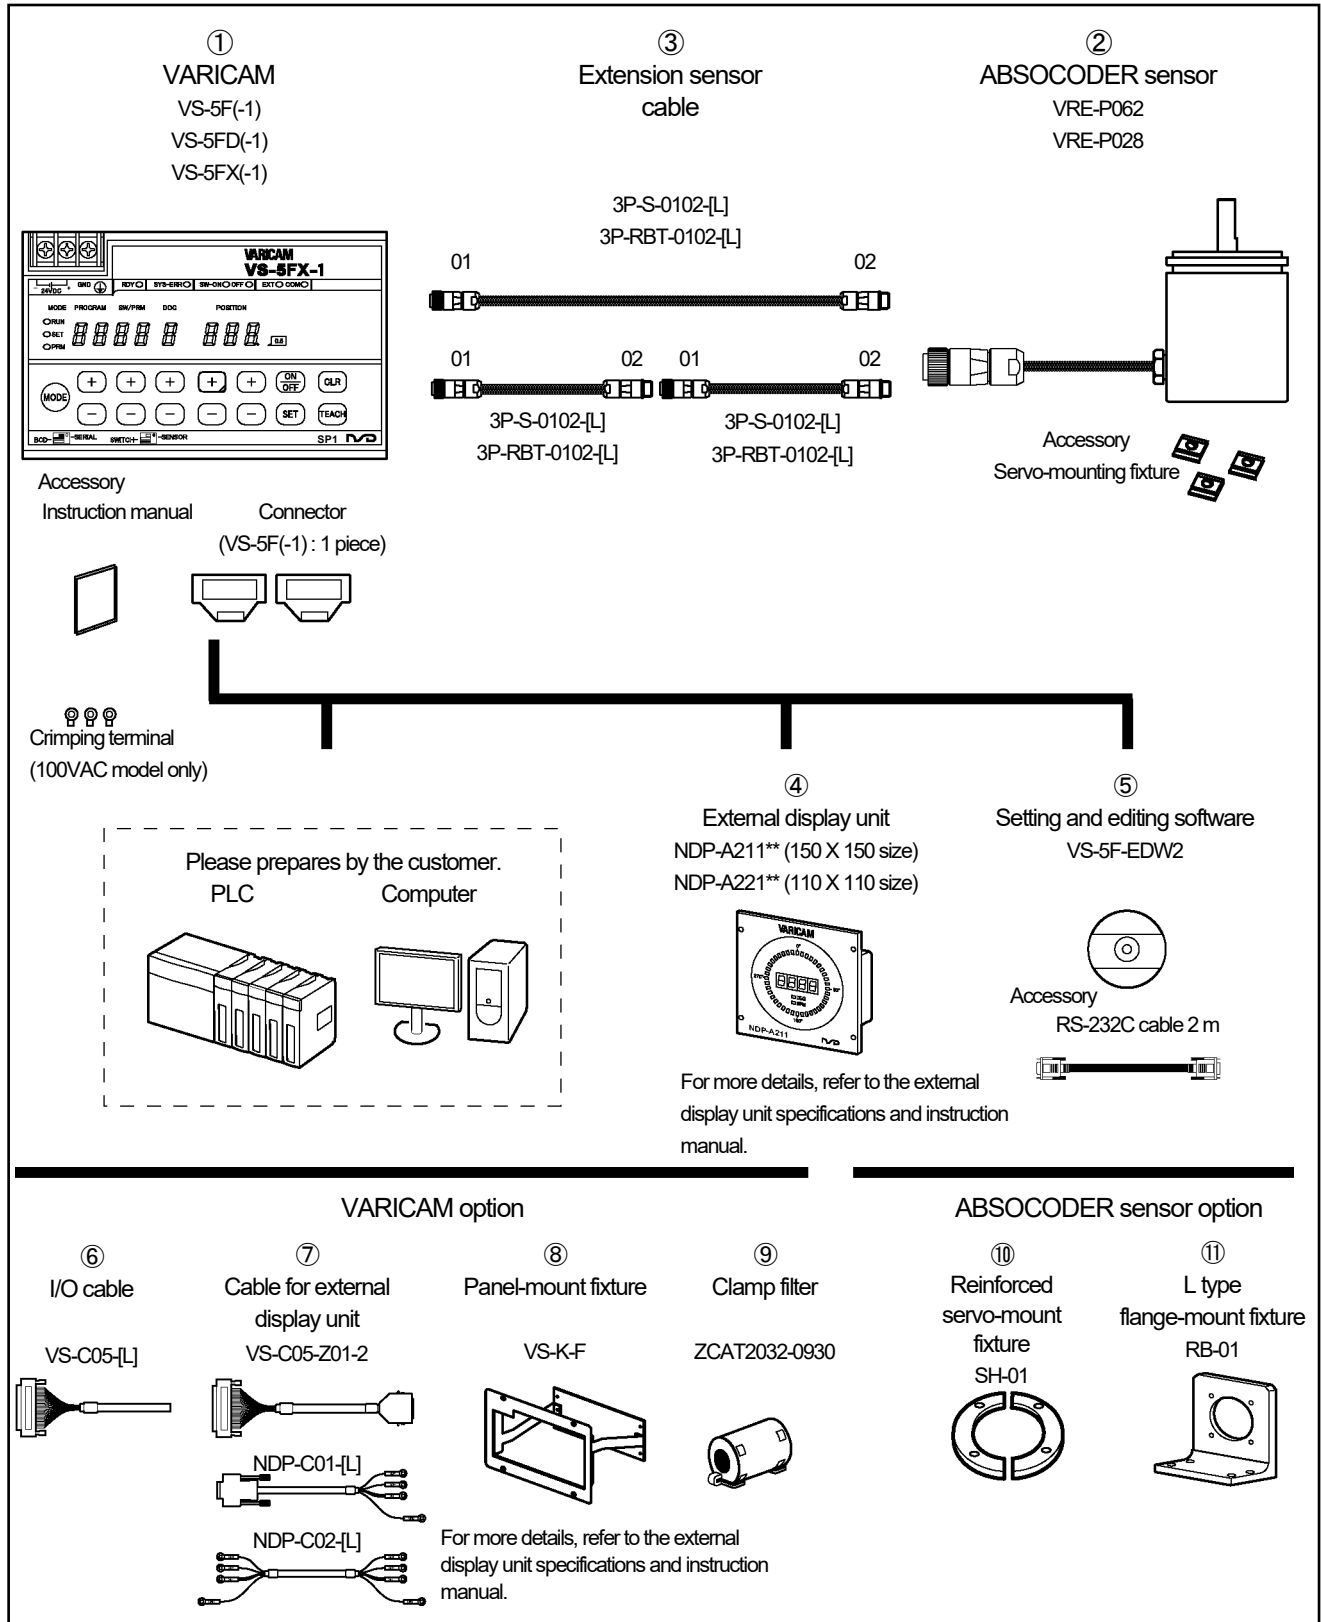 ①
VARICAM
VS-5F(-1)
VS-5FD(-1)
VS-5FX(-1)
③
Extension sensor
cable
②
ABSOCODER sensor
VRE-P062
VRE-P028
3P-S-0102-[L]
3P-RBT-0102-[L]
01 02
01 02 01 02
3P-S-0102-[L]
3P-RBT-0102-[L]
3P-S-0102-[L]
3P-RBT-0102-[L]
VARICAM
VS-5FX-1
- 24VDC + GND RDY SYS-ERR SW-ON OFF EXT COM
MODE PROGRAM SW/PRM DOG POSITION
RUN
SET
PRM
0.5
MODE + + + + + ON/OFF CLR
- - - - - SET TEACH
BCD- -SERIAL SWITCH- -SENSOR SP1 NSD
Accessory
Servo-mounting fixture
Accessory
Instruction manual
Connector
(VS-5F(-1) : 1 piece)
Crimping terminal
(100VAC model only)
Please prepares by the customer.
PLC Computer
④
External display unit
NDP-A211** (150 X 150 size)
NDP-A221** (110 X 110 size)
VARICAM
0°
270°
90°
180°
NDP-A211
NSD
For more details, refer to the external
display unit specifications and instruction
manual.
⑤
Setting and editing software
VS-5F-EDW2
Accessory
RS-232C cable 2 m
VARICAM option
ABSOCODER sensor option
⑥
I/O cable
VS-C05-[L]
⑦
Cable for external
display unit
VS-C05-Z01-2
NDP-C01-[L]
NDP-C02-[L]
⑧
Panel-mount fixture
VS-K-F
For more details, refer to the external
display unit specifications and instruction
manual.
⑨
Clamp filter
ZCAT2032-0930
⑩
Reinforced
servo-mount
fixture
SH-01
⑪
L type
flange-mount fixture
RB-01